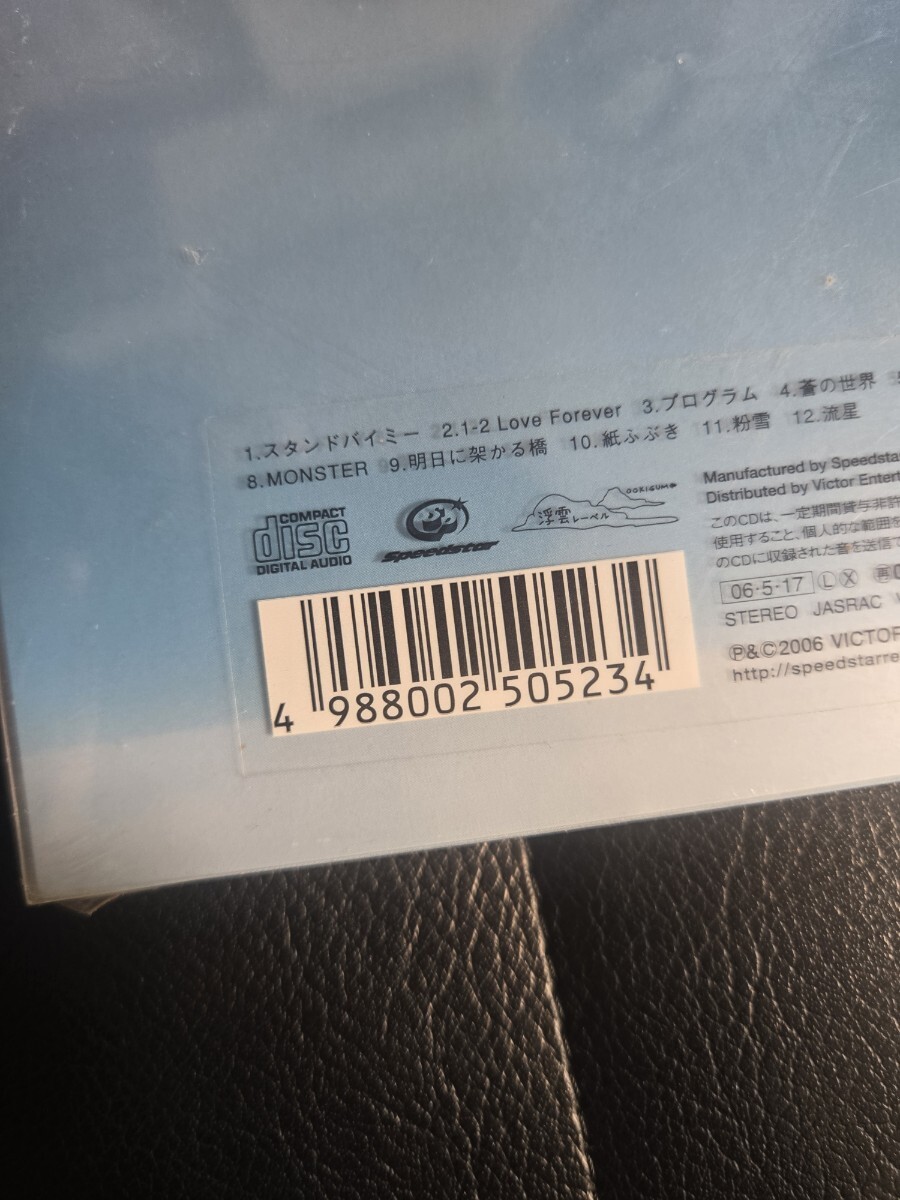 1.スタンドバイミー 2.1-2 Love Forever 3.プログラム 4.蒼の世界
8.MONSTER 9.明日に架かる橋 10.紙ふぶき 11.粉雪 12.流星
COMPACT
disc
DIGITAL AUDIO
Speedstar
OOKIGUMO
浮雲レーベル
4 988002 505234
Manufactured by Speedsta
Distributed by Victor Entert
このCDは、一定期間貸与非許
使用すること、個人的な範囲を
のCDに収録された音を送信で
06・5・17 L X 再
STEREO JASRAC
℗&©2006 VICTOR
http://speedstarre